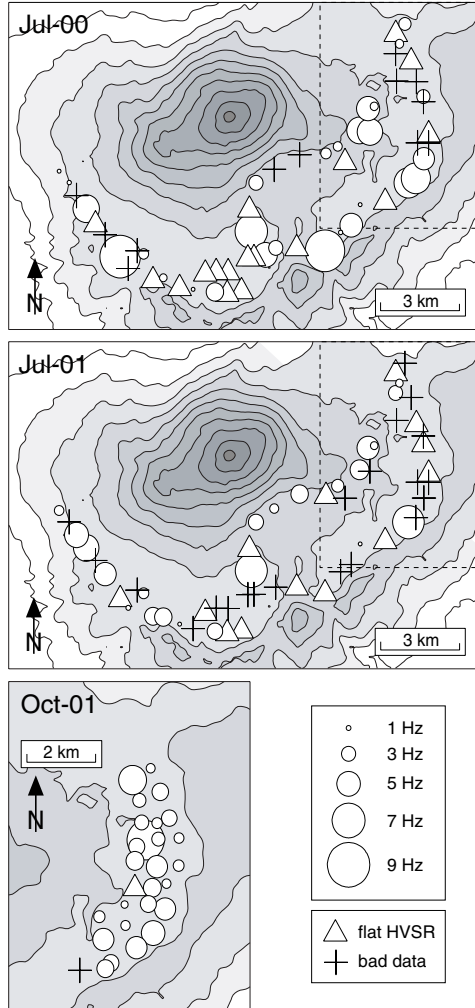 Jul-00
N
3 km
Jul-01
N
3 km
Oct-01
2 km
N
1 Hz
3 Hz
5 Hz
7 Hz
9 Hz
flat HVSR
bad data